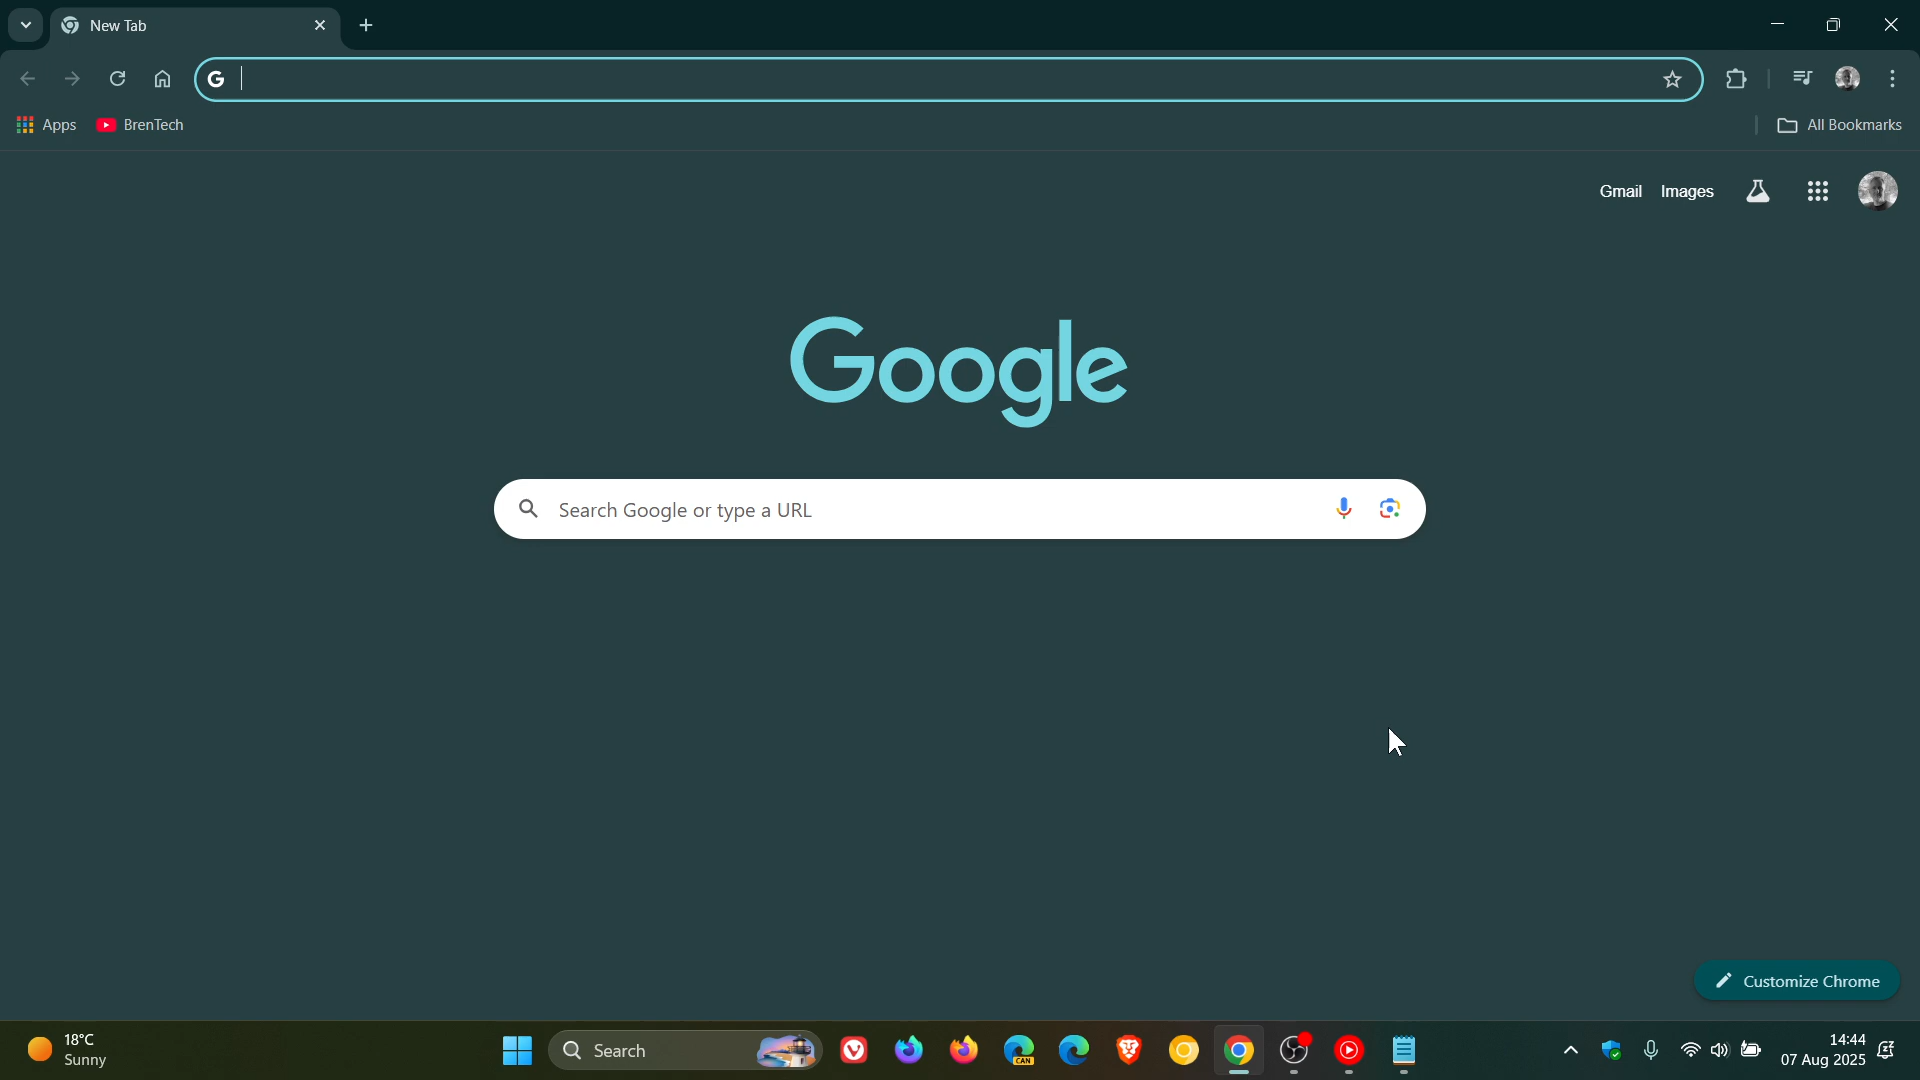 New Tab
Apps
BrenTech
All Bookmarks
Gmail
Images
Google
Search Google or type a URL
Customize Chrome
18°C
Sunny
Search
CAN
14:44
07 Aug 2025